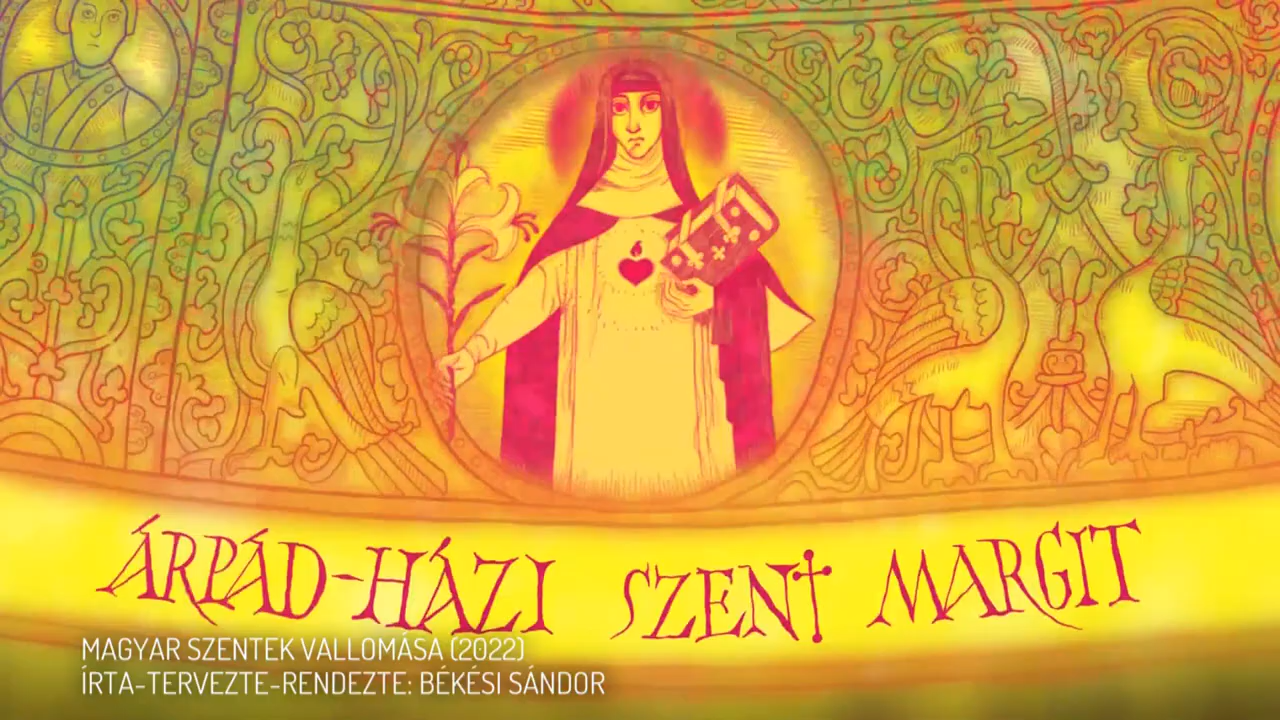 ÁRPÁD-HÁZI SZENT MARGIT
MAGYAR SZENTEK VALLOMÁSA (2022)
ÍRTA-TERVEZTE-RENDEZTE: BÉKÉSI SÁNDOR